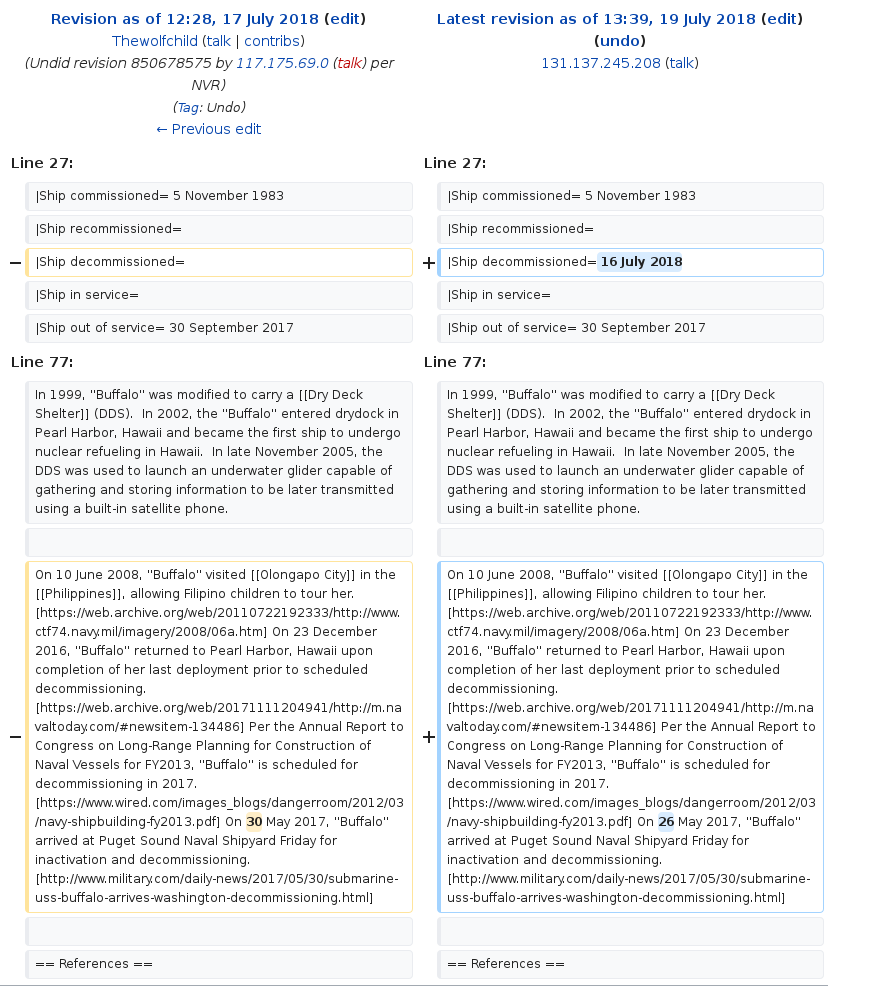 Revision as of 12:28, 17 July 2018 (edit)
Thewolfchild (talk | contribs)
(Undid revision 850678575 by 117.175.69.0 (talk) per
NVR)
(Tag: Undo)
← Previous edit
Latest revision as of 13:39, 19 July 2018 (edit)
(undo)
131.137.245.208 (talk)
Line 27:
Line 27:
|Ship commissioned= 5 November 1983
|Ship commissioned= 5 November 1983
|Ship recommissioned=
|Ship recommissioned=
− |Ship decommissioned=
+ |Ship decommissioned= 16 July 2018
|Ship in service=
|Ship in service=
|Ship out of service= 30 September 2017
|Ship out of service= 30 September 2017
Line 77:
Line 77:
In 1999, ''Buffalo'' was modified to carry a [[Dry Deck
Shelter]] (DDS).  In 2002, the ''Buffalo'' entered drydock in
Pearl Harbor, Hawaii and became the first ship to undergo
nuclear refueling in Hawaii.  In late November 2005, the
DDS was used to launch an underwater glider capable of
gathering and storing information to be later transmitted
using a built-in satellite phone.
In 1999, ''Buffalo'' was modified to carry a [[Dry Deck
Shelter]] (DDS).  In 2002, the ''Buffalo'' entered drydock in
Pearl Harbor, Hawaii and became the first ship to undergo
nuclear refueling in Hawaii.  In late November 2005, the
DDS was used to launch an underwater glider capable of
gathering and storing information to be later transmitted
using a built-in satellite phone.
−
On 10 June 2008, ''Buffalo'' visited [[Olongapo City]] in the
[[Philippines]], allowing Filipino children to tour her.
[https://web.archive.org/web/20110722192333/http://www.
ctf74.navy.mil/imagery/2008/06a.htm] On 23 December
2016, ''Buffalo'' returned to Pearl Harbor, Hawaii upon
completion of her last deployment prior to scheduled
decommissioning.
[https://web.archive.org/web/20171111204941/http://m.na
valtoday.com/#newsitem-134486] Per the Annual Report to
Congress on Long-Range Planning for Construction of
Naval Vessels for FY2013, ''Buffalo'' is scheduled for
decommissioning in 2017.
[https://www.wired.com/images_blogs/dangerroom/2012/03
/navy-shipbuilding-fy2013.pdf] On 30 May 2017, ''Buffalo''
arrived at Puget Sound Naval Shipyard Friday for
inactivation and decommissioning.
[http://www.military.com/daily-news/2017/05/30/submarine-
uss-buffalo-arrives-washington-decommissioning.html]
+
On 10 June 2008, ''Buffalo'' visited [[Olongapo City]] in the
[[Philippines]], allowing Filipino children to tour her.
[https://web.archive.org/web/20110722192333/http://www.
ctf74.navy.mil/imagery/2008/06a.htm] On 23 December
2016, ''Buffalo'' returned to Pearl Harbor, Hawaii upon
completion of her last deployment prior to scheduled
decommissioning.
[https://web.archive.org/web/20171111204941/http://m.na
valtoday.com/#newsitem-134486] Per the Annual Report to
Congress on Long-Range Planning for Construction of
Naval Vessels for FY2013, ''Buffalo'' is scheduled for
decommissioning in 2017.
[https://www.wired.com/images_blogs/dangerroom/2012/03
/navy-shipbuilding-fy2013.pdf] On 26 May 2017, ''Buffalo''
arrived at Puget Sound Naval Shipyard Friday for
inactivation and decommissioning.
[http://www.military.com/daily-news/2017/05/30/submarine-
uss-buffalo-arrives-washington-decommissioning.html]
== References ==
== References ==